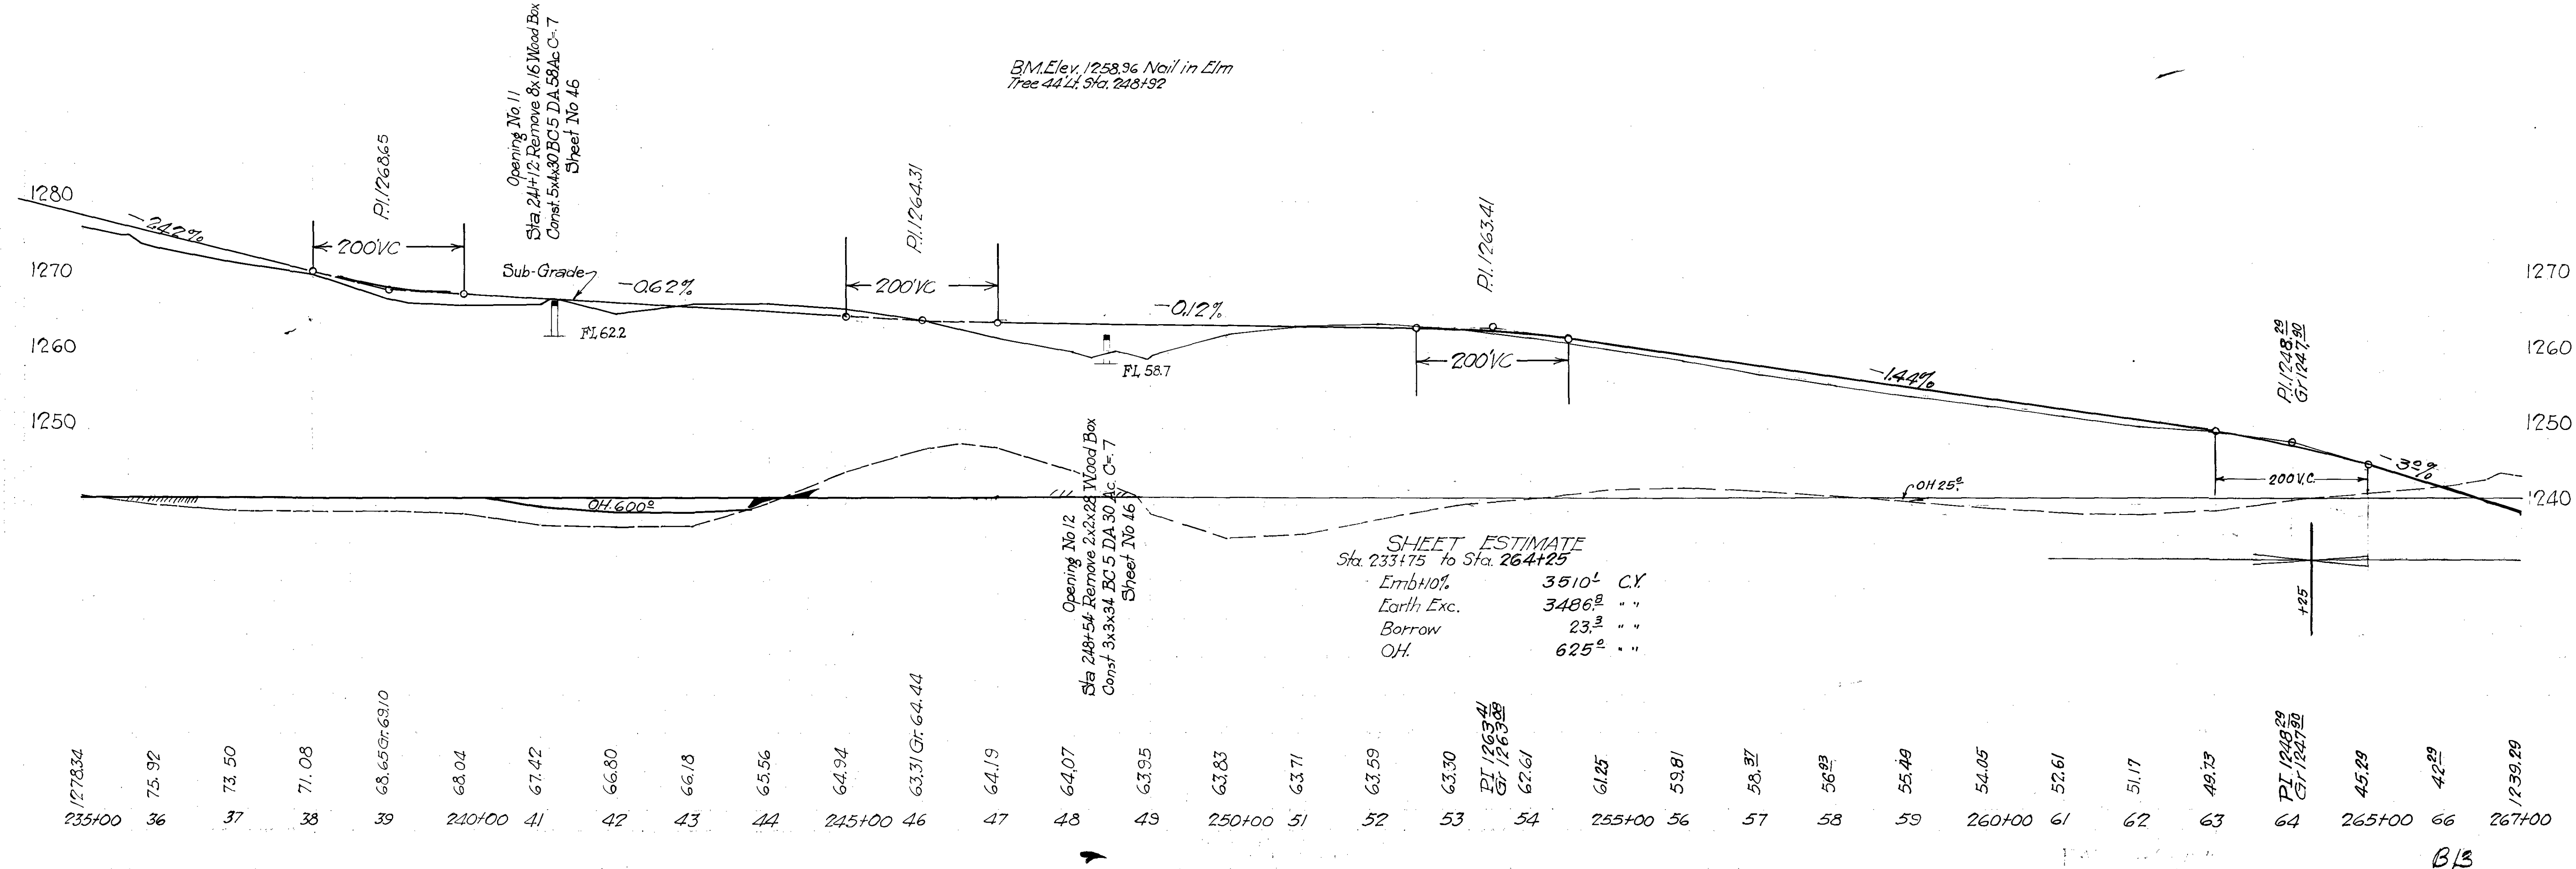 B.M.Elev. 1258.96 Nail in Elm
Tree 44' Lt. Sta. 248+92
Opening No. 11
Sta. 241+12 Remove 8x16 Wood Box
Const. 5x4x30 BC5 DA 58Ac C=.7
Sheet No 46
P.I. 1268.65
P.I. 1264.31
P.I. 1263.41
P.I. 1248.29
Gr 1247.90
1280
1270
1260
1250
-2.42%
200'VC
Sub-Grade
-0.62%
200'VC
-0.12%
200'VC
-1.44%
200 V.C.
-3.00%
FL 62.2
FL 58.7
1270
1260
1250
1240
O.H. 600.0
OH 25.0
Opening No 12
Sta 248+54 Remove 2x2x28 Wood Box
Const 3x3x34 BC 5 DA 30 Ac. C=.7
Sheet No 46
SHEET ESTIMATE
Sta. 233+75 to Sta. 264+25
Emb+10% 3510.1 C.Y.
Earth Exc. 3486.8 " "
Borrow 23.3 " "
O.H. 625.0 " "
+25
1278.34 75.92 73.50 71.08 68.65 Gr. 69.10 68.04 67.42 66.80 66.18 65.56 64.94 63.31 Gr. 64.44 64.19 64.07 63.95 63.83 63.71 63.59 63.30 PI 1263.41 Gr 1263.08 62.61 61.25 59.81 58.37 56.93 55.49 54.05 52.61 51.17 49.73 PI 1248.29 Gr 1247.90 45.29 42.29 1239.29
235+00 36 37 38 39 240+00 41 42 43 44 245+00 46 47 48 49 250+00 51 52 53 54 255+00 56 57 58 59 260+00 61 62 63 64 265+00 66 267+00
B13